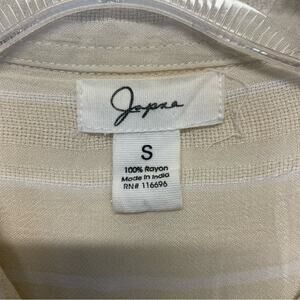 Japna
S
100% Rayon
Made in India
RN# 116696